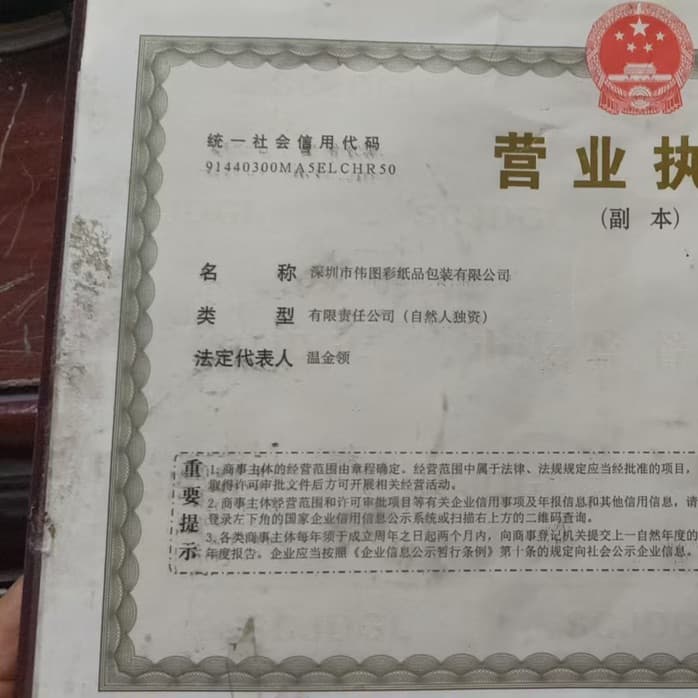 统一社会信用代码
91440300MA5ELCHR50
营业执
（副 本）
名 称 深圳市伟图彩纸品包装有限公司
类 型 有限责任公司（自然人独资）
法定代表人 温金领
重要提示
1. 商事主体的经营范围由章程确定。经营范围中属于法律、法规规定应当经批准的项目，
取得许可审批文件后方可开展相关经营活动。
2. 商事主体经营范围和许可审批项目等有关企业信用事项及年报信息和其他信用信息，请
登录左下角的国家企业信用信息公示系统或扫描右上方的二维码查询。
3. 各类商事主体每年须于成立周年之日起两个月内，向商事登记机关提交上一自然年度的
年度报告。企业应当按照《企业信息公示暂行条例》第十条的规定向社会公示企业信息。